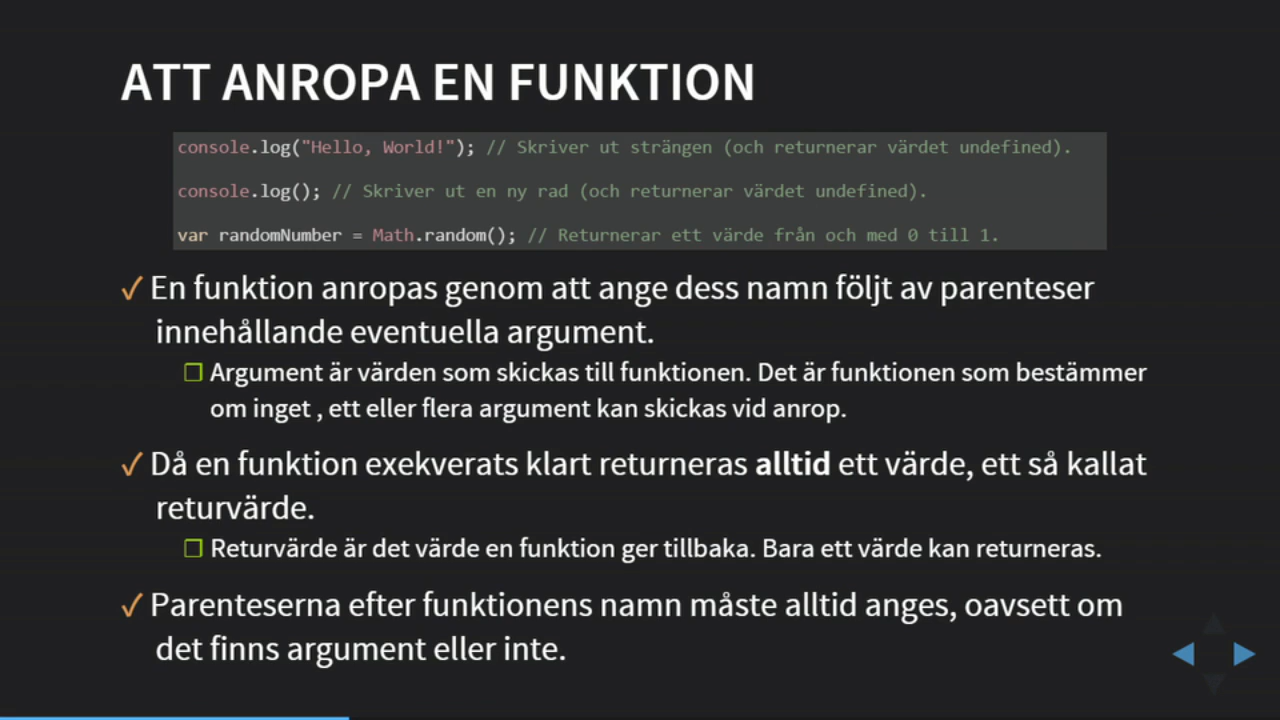 ATT ANROPA EN FUNKTION
console.log("Hello, World!"); // Skriver ut strängen (och returnerar värdet undefined).
console.log(); // Skriver ut en ny rad (och returnerar värdet undefined).
var randomNumber = Math.random(); // Returnerar ett värde från och med 0 till 1.
✓ En funktion anropas genom att ange dess namn följt av parenteser
innehållande eventuella argument.
❐ Argument är värden som skickas till funktionen. Det är funktionen som bestämmer
om inget , ett eller flera argument kan skickas vid anrop.
✓ Då en funktion exekverats klart returneras alltid ett värde, ett så kallat
returvärde.
❐ Returvärde är det värde en funktion ger tillbaka. Bara ett värde kan returneras.
✓ Parenteserna efter funktionens namn måste alltid anges, oavsett om
det finns argument eller inte.